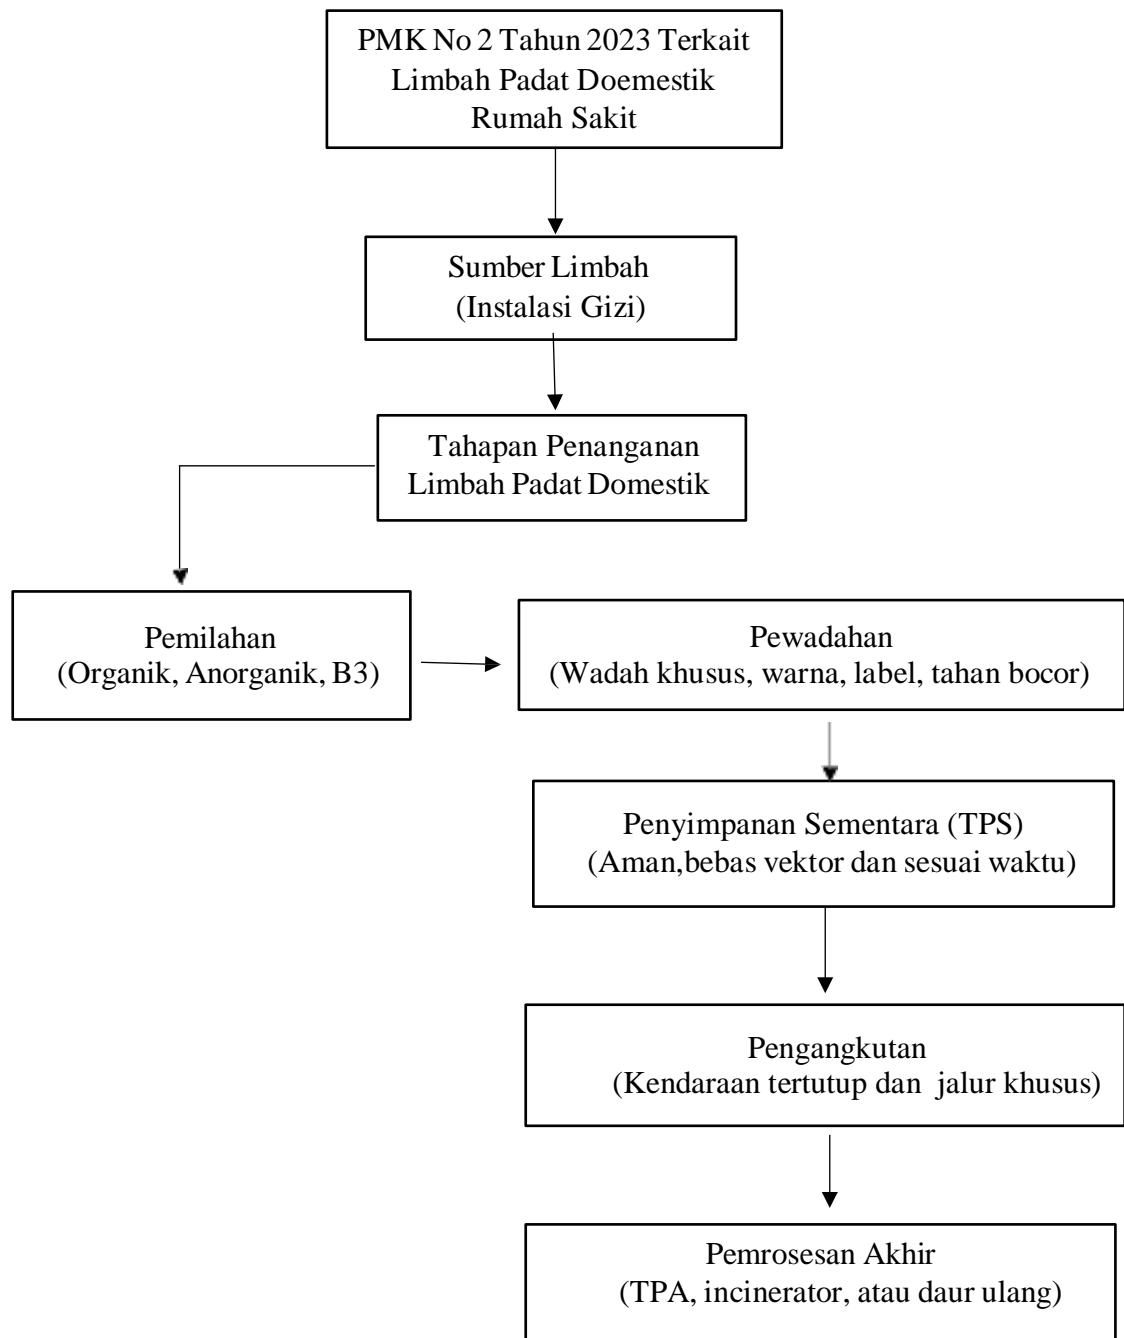 PMK No 2 Tahun 2023 Terkait
Limbah Padat Doemestik
Rumah Sakit
Sumber Limbah
(Instalasi Gizi)
Tahapan Penanganan
Limbah Padat Domestik
Pemilahan
(Organik, Anorganik, B3)
Pewadahan
(Wadah khusus, warna, label, tahan bocor)
Penyimpanan Sementara (TPS)
(Aman,bebas vektor dan sesuai waktu)
Pengangkutan
(Kendaraan tertutup dan  jalur khusus)
Pemrosesan Akhir
(TPA, incinerator, atau daur ulang)